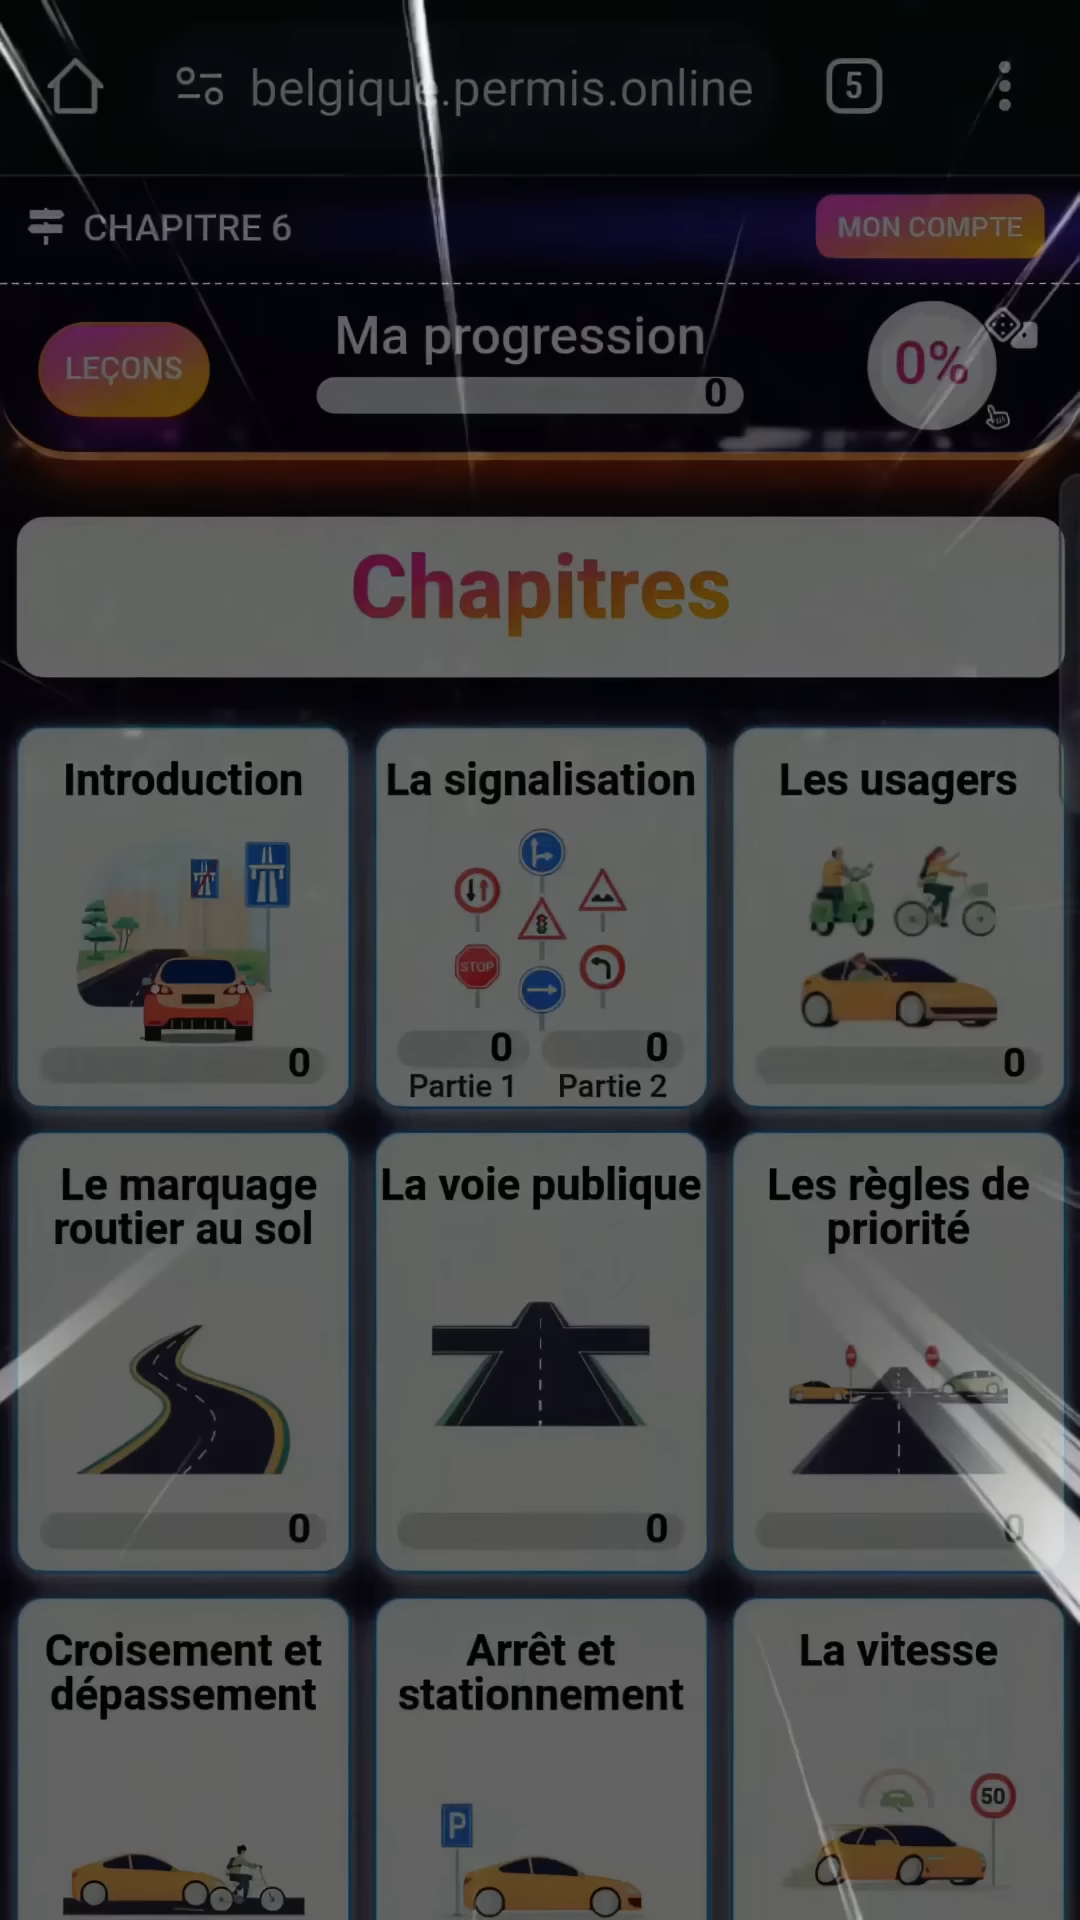 belgique.permis.online
5
CHAPITRE 6
MON COMPTE
LEÇONS
Ma progression
0
0%
Chapitres
Introduction
0
La signalisation
STOP
0
0
Partie 1
Partie 2
Les usagers
0
Le marquage
routier au sol
0
La voie publique
0
Les règles de
priorité
0
Croisement et
dépassement
Arrêt et
stationnement
P
La vitesse
50